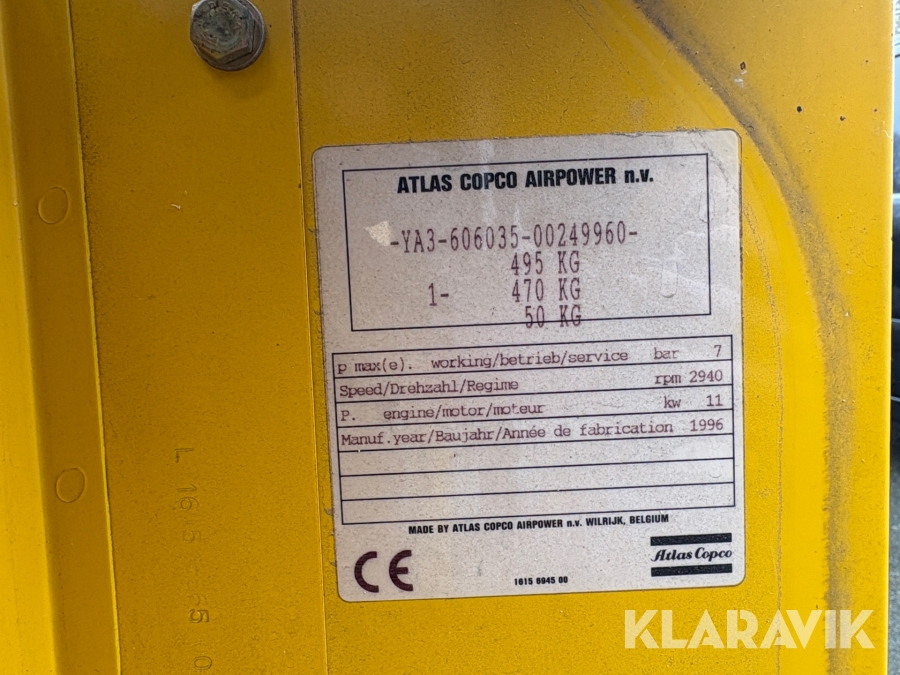 ATLAS COPCO AIRPOWER n.v.
-YA3-606035-00249960-
495 KG
1- 470 KG
50 KG
p max(e). working/betrieb/service bar 7
Speed/Drehzahl/Regime rpm 2940
P. engine/motor/moteur kw 11
Manuf.year/Baujahr/Année de fabrication 1996
MADE BY ATLAS COPCO AIRPOWER n.v. WILRIJK, BELGIUM
CE
1615 6945 00
Atlas Copco
KLARAVIK